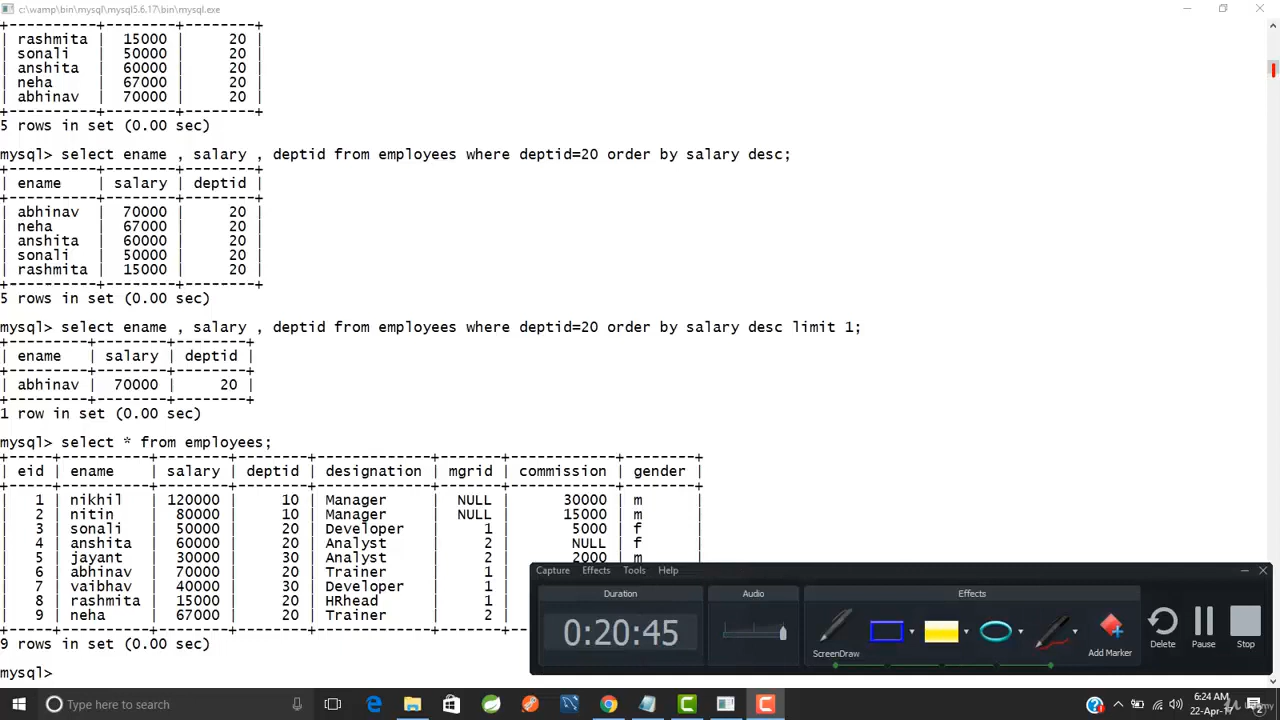 c:\wamp\bin\mysql\mysql5.6.17\bin\mysql.exe
+----------+--------+--------+
| rashmita | 15000 | 20 |
| sonali | 50000 | 20 |
| anshita | 60000 | 20 |
| neha | 67000 | 20 |
| abhinav | 70000 | 20 |
+----------+--------+--------+
5 rows in set (0.00 sec)
mysql> select ename , salary , deptid from employees where deptid=20 order by salary desc;
+----------+--------+--------+
| ename | salary | deptid |
+----------+--------+--------+
| abhinav | 70000 | 20 |
| neha | 67000 | 20 |
| anshita | 60000 | 20 |
| sonali | 50000 | 20 |
| rashmita | 15000 | 20 |
+----------+--------+--------+
5 rows in set (0.00 sec)
mysql> select ename , salary , deptid from employees where deptid=20 order by salary desc limit 1;
+---------+--------+--------+
| ename | salary | deptid |
+---------+--------+--------+
| abhinav | 70000 | 20 |
+---------+--------+--------+
1 row in set (0.00 sec)
mysql> select * from employees;
+-----+----------+--------+--------+-------------+-------+------------+--------+
| eid | ename | salary | deptid | designation | mgrid | commission | gender |
+-----+----------+--------+--------+-------------+-------+------------+--------+
| 1 | nikhil | 120000 | 10 | Manager | NULL | 30000 | m |
| 2 | nitin | 80000 | 10 | Manager | NULL | 15000 | m |
| 3 | sonali | 50000 | 20 | Developer | 1 | 5000 | f |
| 4 | anshita | 60000 | 20 | Analyst | 2 | NULL | f |
| 5 | jayant | 30000 | 30 | Analyst | 2 | 2000 | m |
| 6 | abhinav | 70000 | 20 | Trainer | 1 |
| 7 | vaibhav | 40000 | 30 | Developer | 1 |
| 8 | rashmita | 15000 | 20 | HRhead | 1 |
| 9 | neha | 67000 | 20 | Trainer | 2 |
9 rows in set (0.00 sec)
mysql>
Capture Effects Tools Help
Duration Audio Effects
0:20:45
ScreenDraw Add Marker Delete Pause Stop
Type here to search
6:24 AM
22-Apr-17